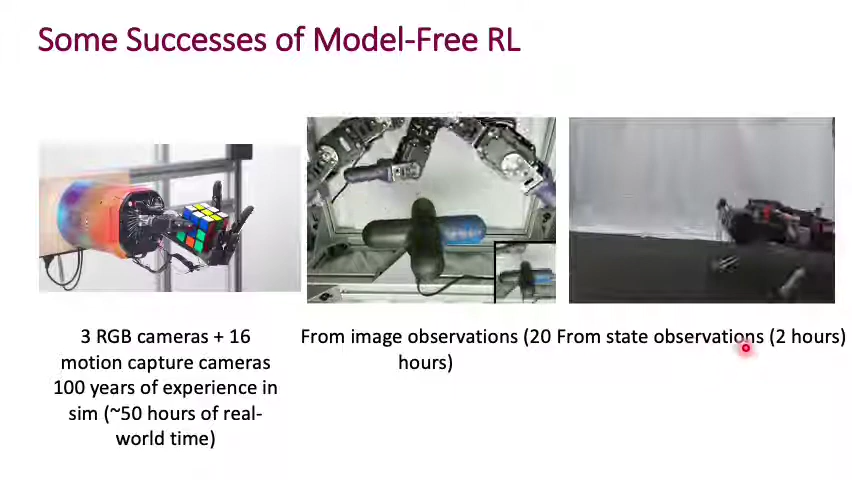 Some Successes of Model-Free RL
3 RGB cameras + 16
motion capture cameras
100 years of experience in
sim (~50 hours of real-
world time)
From image observations (20
hours)
From state observations (2 hours)